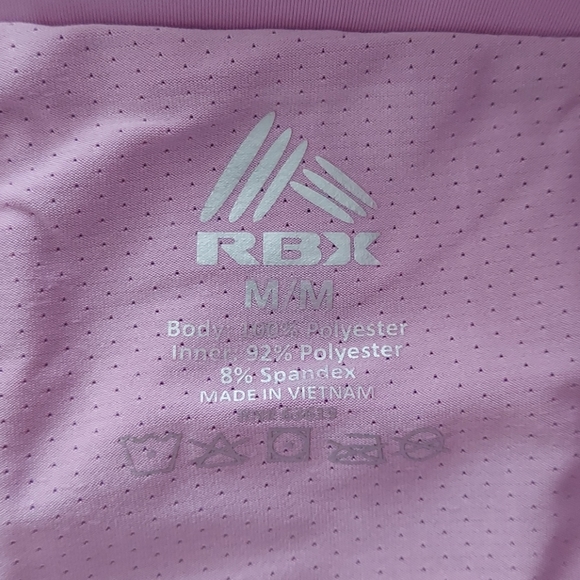 RBX
M/M
Body: 100% Polyester
Inner: 92% Polyester
8% Spandex
MADE IN VIETNAM